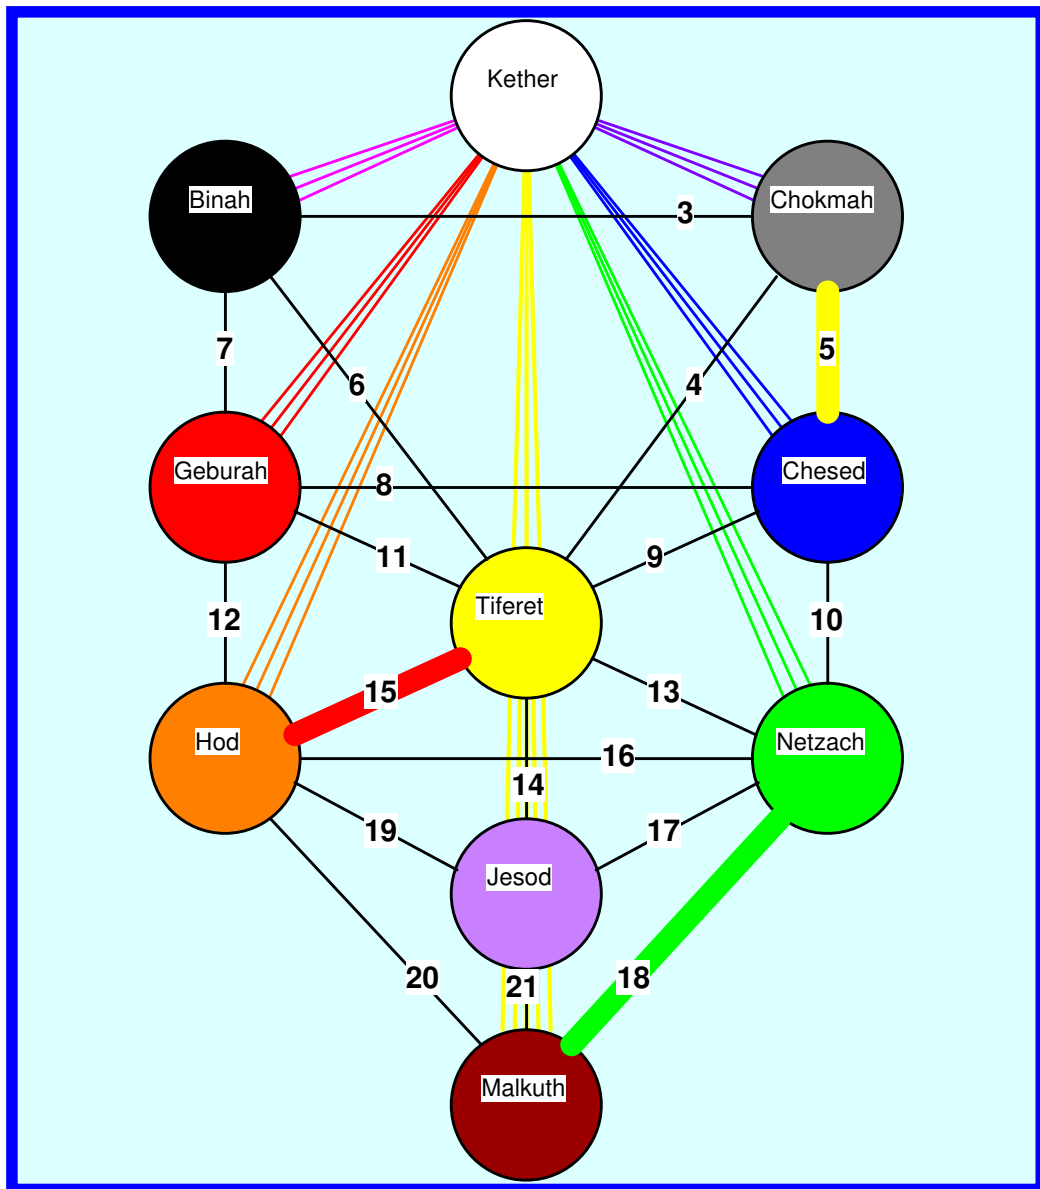 Kether
Binah
Chokmah
3
7
6
4
5
Geburah
Chesed
8
11
9
12
10
Tiferet
15
13
Hod
Netzach
16
14
19
17
Jesod
20
21
18
Malkuth